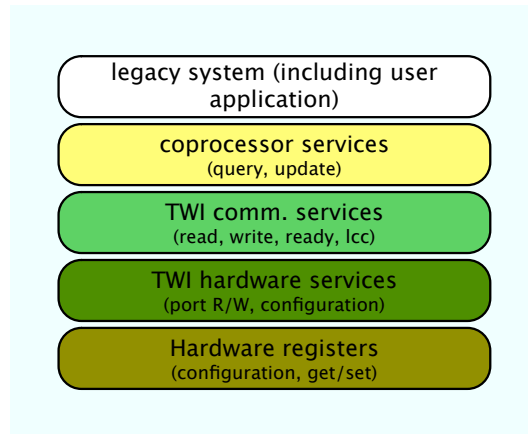 legacy system (including user
application)
coprocessor services
(query, update)
TWI comm. services
(read, write, ready, lcc)
TWI hardware services
(port R/W, configuration)
Hardware registers
(configuration, get/set)